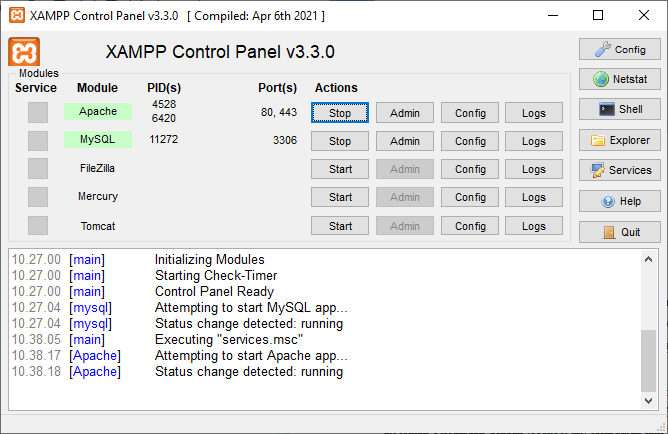 XAMPP Control Panel v3.3.0 [ Compiled: Apr 6th 2021 ]
XAMPP Control Panel v3.3.0
Config
Modules
Service Module PID(s) Port(s) Actions
Netstat
Apache 4528 6420 80, 443 Stop Admin Config Logs
Shell
MySQL 11272 3306 Stop Admin Config Logs
Explorer
FileZilla Start Admin Config Logs
Services
Mercury Start Admin Config Logs
Help
Tomcat Start Admin Config Logs
Quit
10.27.00 [main] Initializing Modules
10.27.00 [main] Starting Check-Timer
10.27.00 [main] Control Panel Ready
10.27.04 [mysql] Attempting to start MySQL app...
10.27.04 [mysql] Status change detected: running
10.38.05 [main] Executing "services.msc"
10.38.17 [Apache] Attempting to start Apache app...
10.38.18 [Apache] Status change detected: running